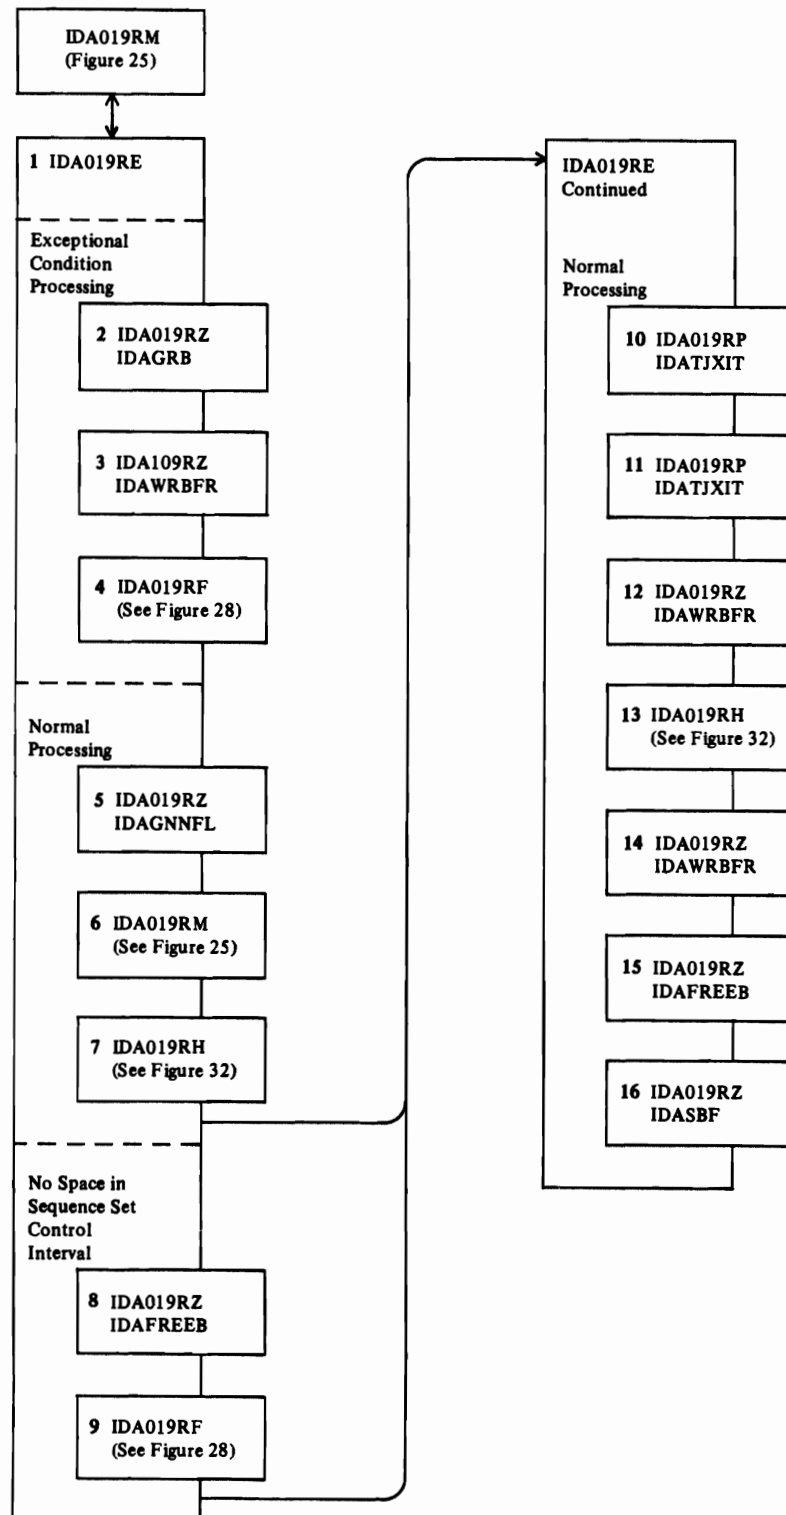 IDA019RM
(Figure 25)
1 IDA019RE
Exceptional
Condition
Processing
2 IDA019RZ
IDAGRB
3 IDA109RZ
IDAWRBFR
4 IDA019RF
(See Figure 28)
Normal
Processing
5 IDA019RZ
IDAGNNFL
6 IDA019RM
(See Figure 25)
7 IDA019RH
(See Figure 32)
No Space in
Sequence Set
Control
Interval
8 IDA019RZ
IDAFREEB
9 IDA019RF
(See Figure 28)
IDA019RE
Continued
Normal
Processing
10 IDA019RP
IDATJXIT
11 IDA019RP
IDATJXIT
12 IDA019RZ
IDAWRBFR
13 IDA019RH
(See Figure 32)
14 IDA019RZ
IDAWRBFR
15 IDA019RZ
IDAFREEB
16 IDA019RZ
IDASBF